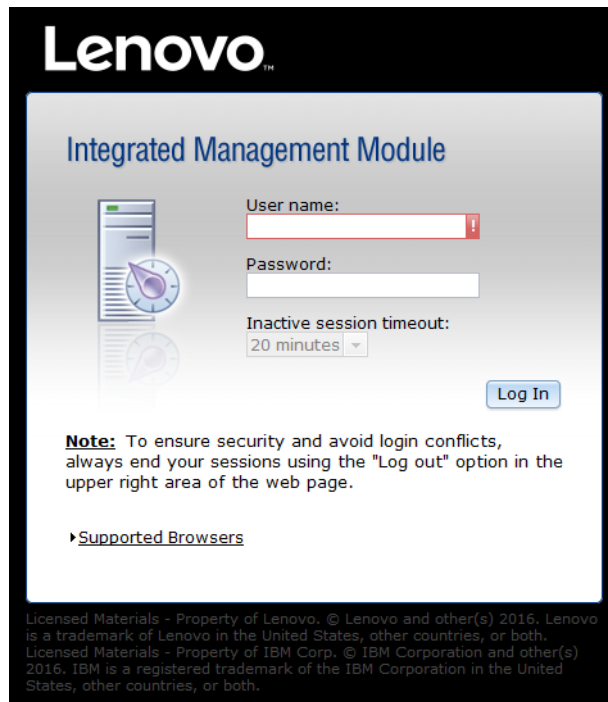 Lenovo™
Integrated Management Module
User name:
!
Password:
Inactive session timeout:
20 minutes
Log In
Note: To ensure security and avoid login conflicts,
always end your sessions using the "Log out" option in the
upper right area of the web page.
Supported Browsers
Licensed Materials - Property of Lenovo. © Lenovo and other(s) 2016. Lenovo
is a trademark of Lenovo in the United States, other countries, or both.
Licensed Materials - Property of IBM Corp. © IBM Corporation and other(s)
2016. IBM is a registered trademark of the IBM Corporation in the United
States, other countries, or both.